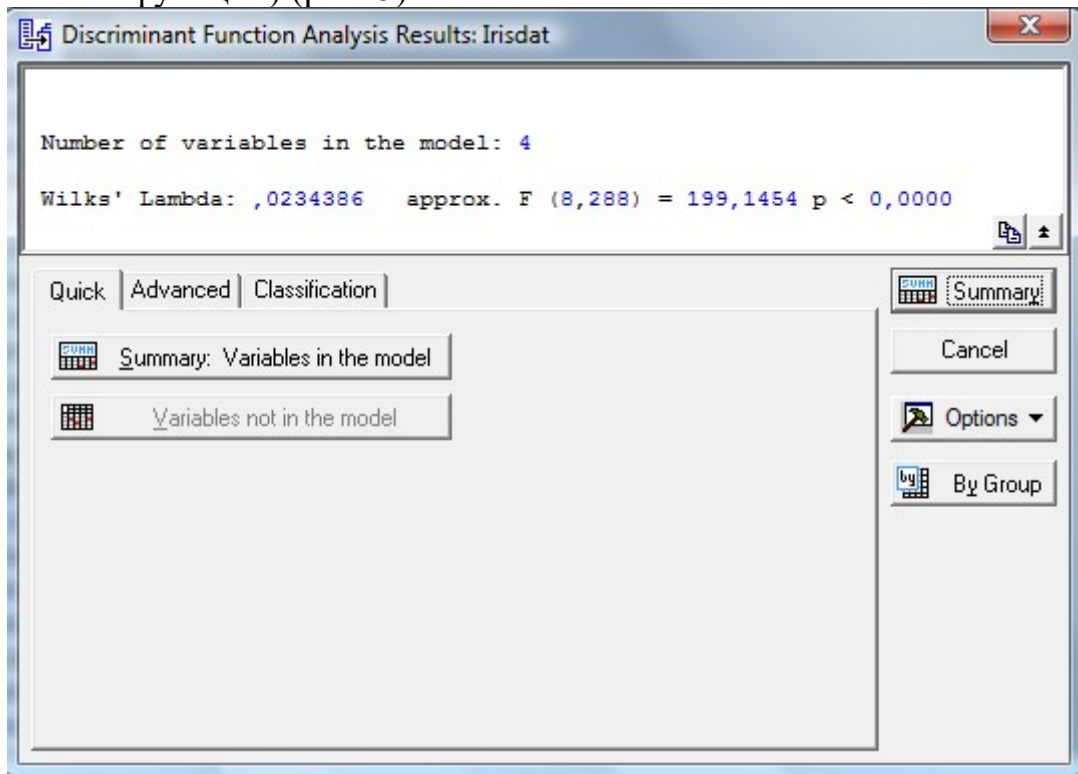 Discriminant Function Analysis Results: Irisdat
Number of variables in the model: 4
Wilks' Lambda: ,0234386 approx. F (8,288) = 199,1454 p < 0,0000
Quick Advanced Classification
Summary
Summary: Variables in the model
Cancel
Variables not in the model
Options
By Group